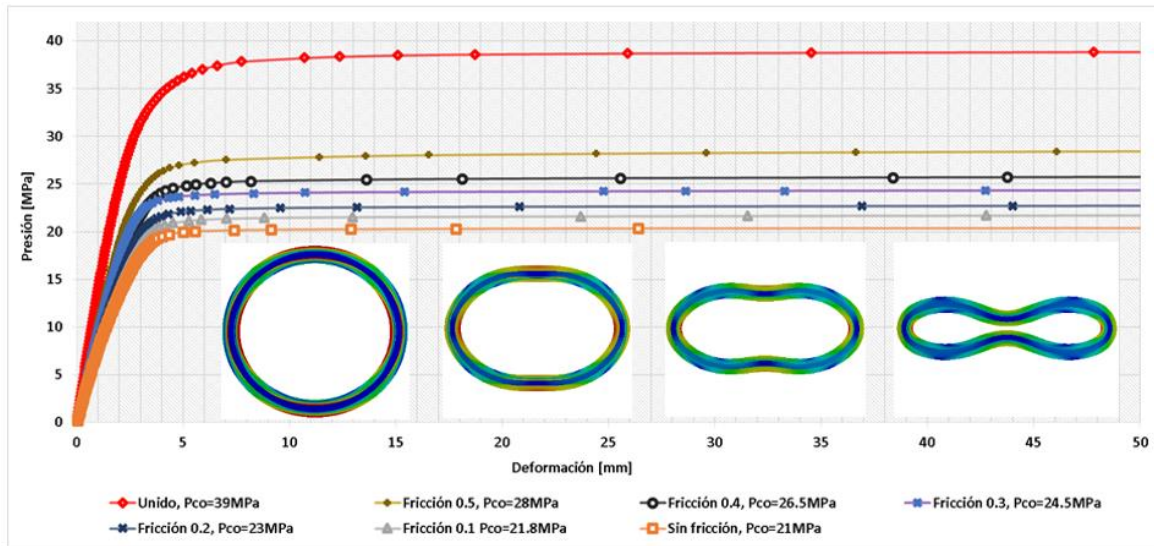 40
35
30
25
20
15
10
5
0
Presión [MPa]
0 5 10 15 20 25 30 35 40 45 50
Deformación [mm]
Unido, Pco=39MPa Fricción 0.5, Pco=28MPa Fricción 0.4, Pco=26.5MPa Fricción 0.3, Pco=24.5MPa
Fricción 0.2, Pco=23MPa Fricción 0.1 Pco=21.8MPa Sin fricción, Pco=21MPa